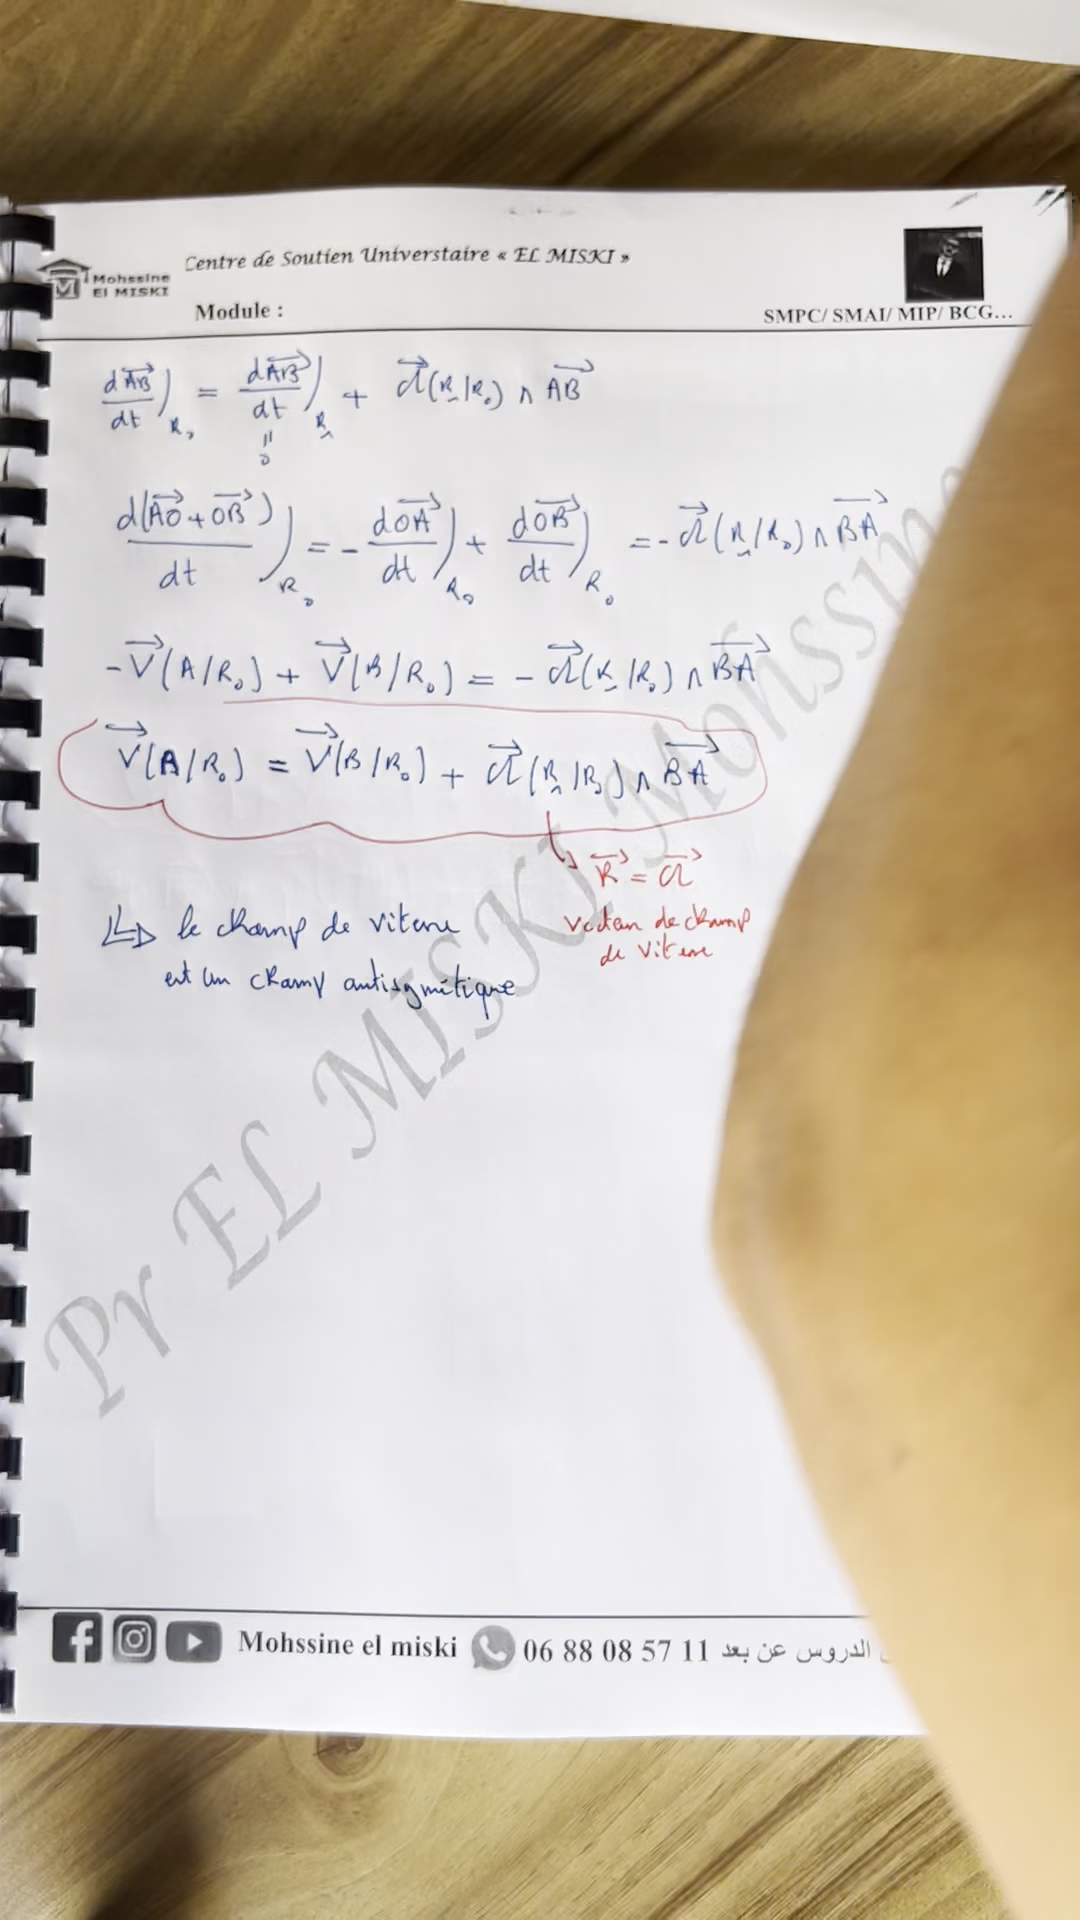 Centre de Soutien Universtaire « EL MISKI »
Mohssine
El MISKI
Module :
SMPC/ SMAI/ MIP/ BCG...
dAB/dt)R₀ = dAB/dt)R₁ + Ω(R₁/R₀) ∧ AB
"
0
d(AO+OB)/dt)R₀ = - dOA/dt)R₀ + dOB/dt)R₀ = - Ω(R₁/R₀) ∧ BA
-V(A/R₀) + V(B/R₀) = - Ω(R₁/R₀) ∧ BA
V(A/R₀) = V(B/R₀) + Ω(R₁/R₀) ∧ BA
R = Ω
le champ de vitesse
vecteur de champ
de vitesse
est un champ
Pr EL MISKI Mohssine
Mohssine el miski 06 88 08 57 11 الدروس عن بعد